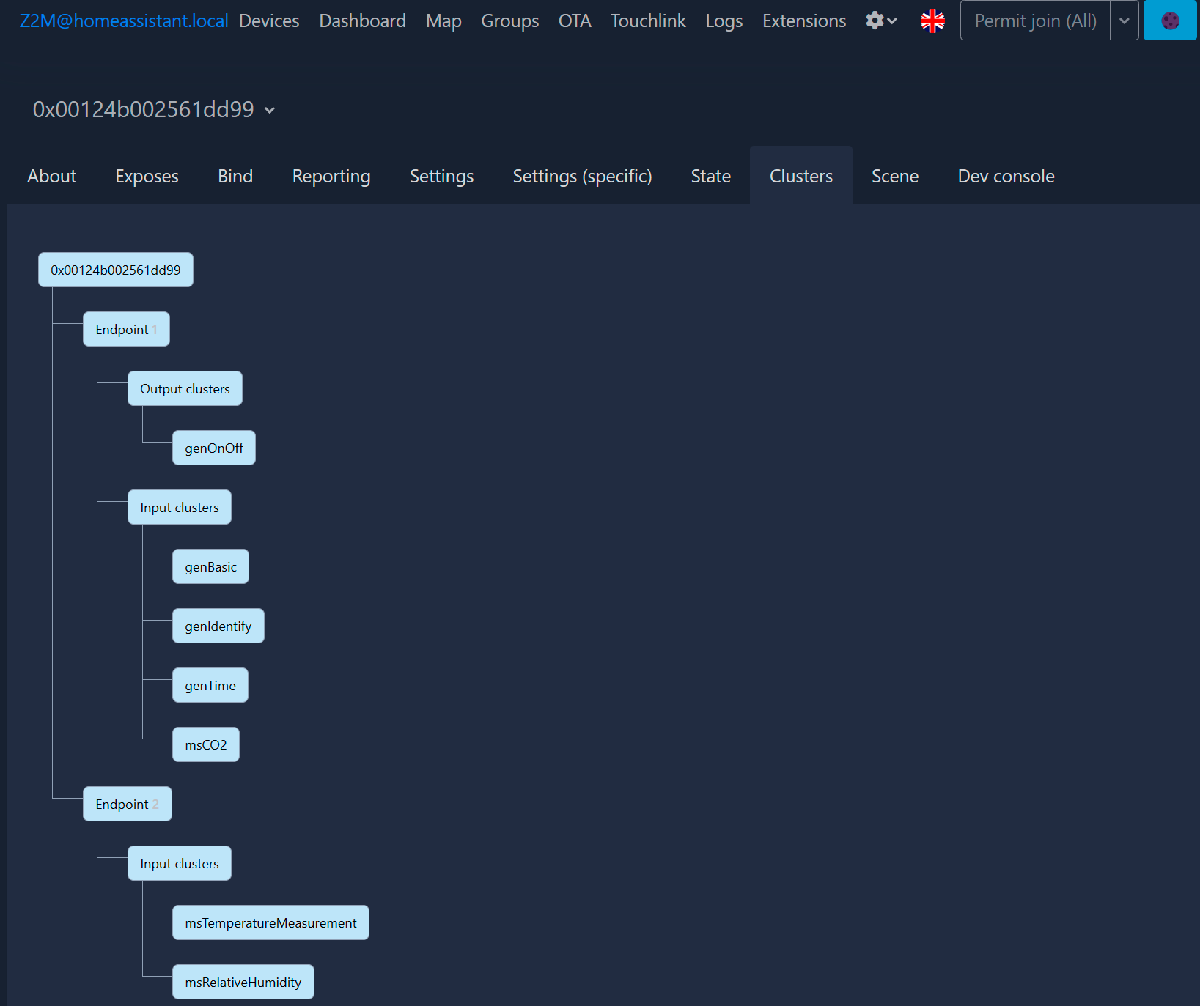 Z2M@homeassistant.local Devices Dashboard Map Groups OTA Touchlink Logs Extensions Permit join (All)
0x00124b002561dd99
About Exposes Bind Reporting Settings Settings (specific) State Clusters Scene Dev console
0x00124b002561dd99
Endpoint 1
Output clusters
genOnOff
Input clusters
genBasic
genIdentify
genTime
msCO2
Endpoint 2
Input clusters
msTemperatureMeasurement
msRelativeHumidity